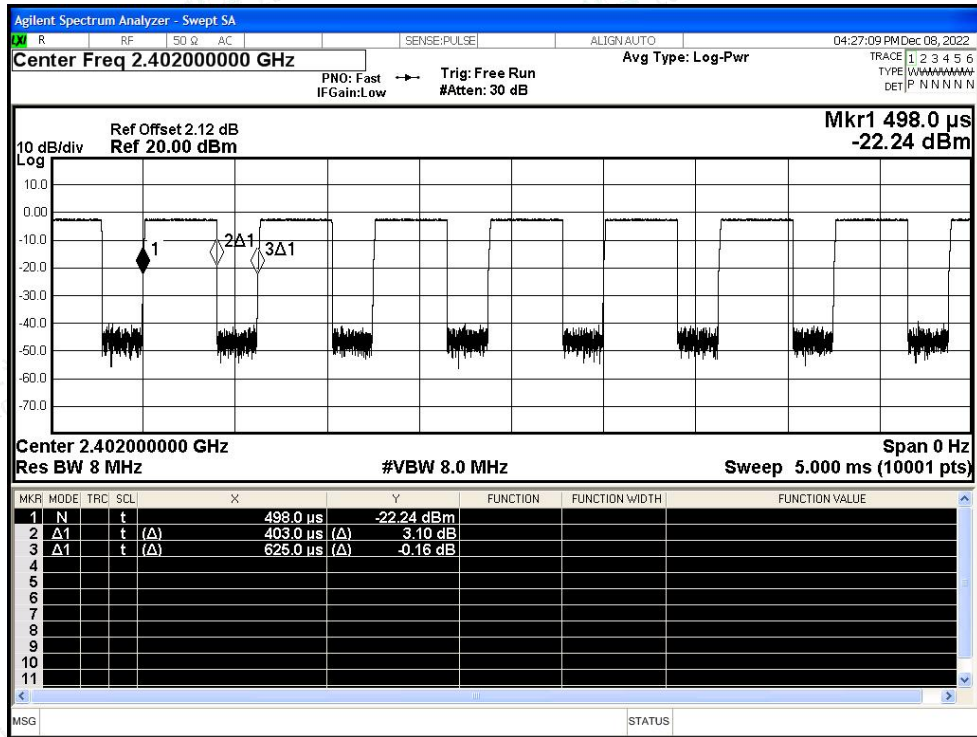 Agilent Spectrum Analyzer - Swept SA
LXI R RF 50 Ω AC SENSE:PULSE ALIGN AUTO 04:27:09 PM Dec 08, 2022
Center Freq 2.402000000 GHz
PNO: Fast
IFGain:Low
Trig: Free Run
#Atten: 30 dB
Avg Type: Log-Pwr
TRACE 1 2 3 4 5 6
TYPE
DET P N N N N N
Mkr1 498.0 µs
-22.24 dBm
Ref Offset 2.12 dB
10 dB/div Ref 20.00 dBm
Log
10.0
0.00
-10.0
-20.0
-30.0
-40.0
-50.0
-60.0
-70.0
1
2Δ1
3Δ1
Center 2.402000000 GHz Span 0 Hz
Res BW 8 MHz #VBW 8.0 MHz Sweep 5.000 ms (10001 pts)
MKR MODE TRC SCL X Y FUNCTION FUNCTION WIDTH FUNCTION VALUE
1 N t 498.0 µs -22.24 dBm
2 Δ1 t (Δ) 403.0 µs (Δ) 3.10 dB
3 Δ1 t (Δ) 625.0 µs (Δ) -0.16 dB
4
5
6
7
8
9
10
11
MSG STATUS